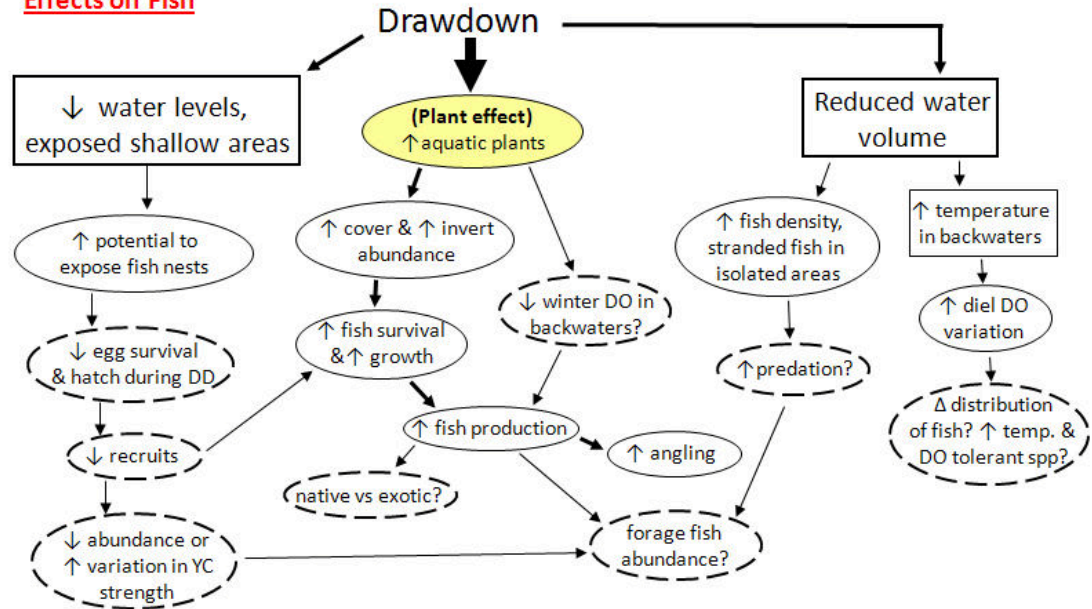 Effects on Fish
Drawdown
↓ water levels,
exposed shallow areas
(Plant effect)
↑ aquatic plants
Reduced water
volume
↑ potential to
expose fish nests
↑ cover & ↑ invert
abundance
↑ fish density,
stranded fish in
isolated areas
↑ temperature
in backwaters
↓ winter DO in
backwaters?
↑ diel DO
variation
↓ egg survival
& hatch during DD
↑ fish survival
&↑ growth
↑predation?
Δ distribution
of fish? ↑ temp. &
DO tolerant spp?
↓ recruits
↑ fish production
↑ angling
native vs exotic?
↓ abundance or
↑ variation in YC
strength
forage fish
abundance?